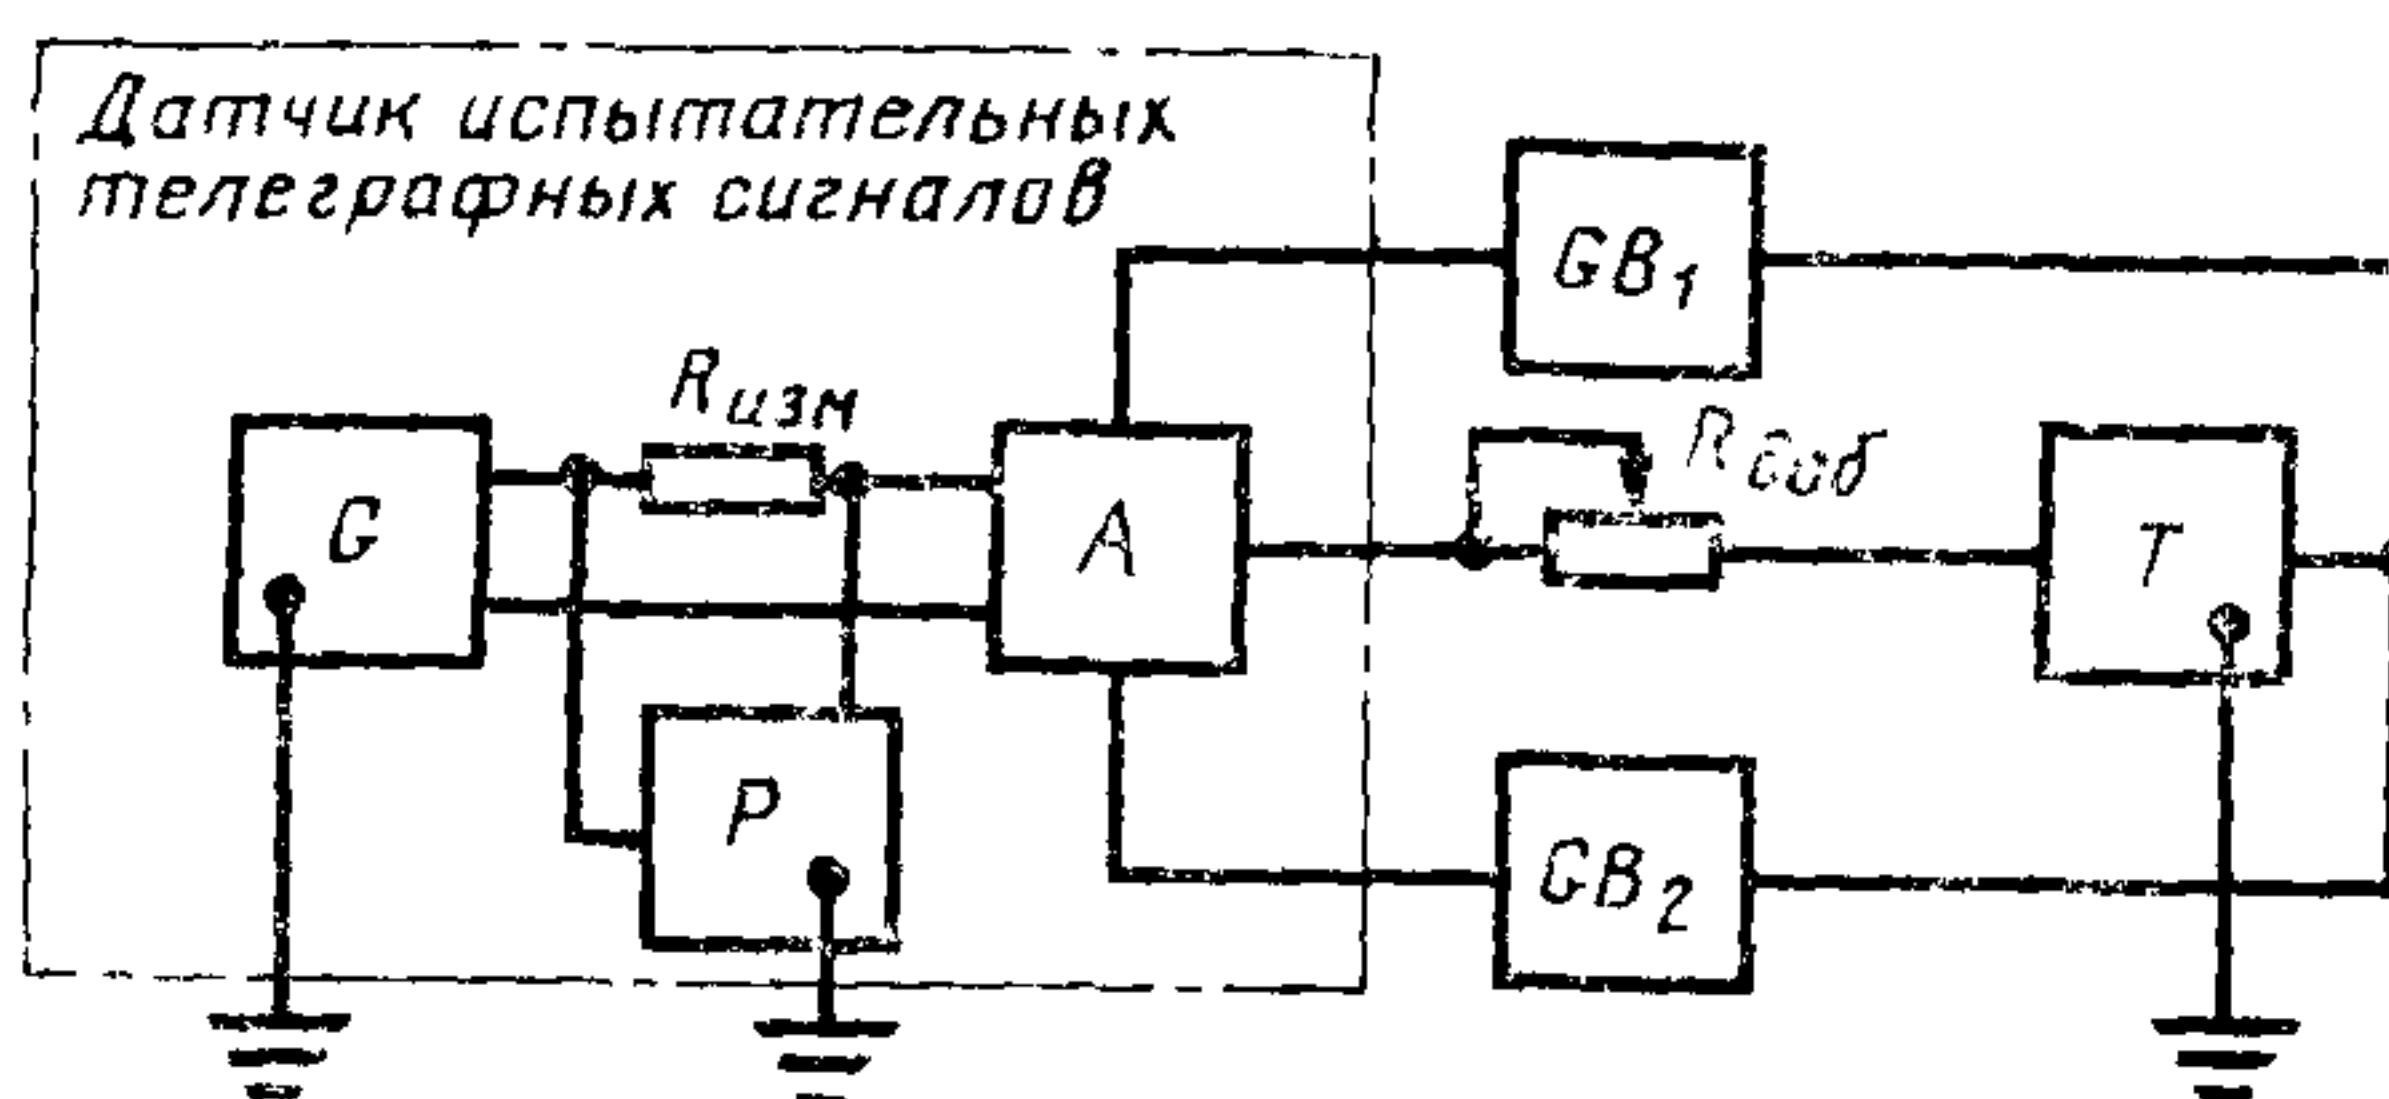 Датчик испытательных
телеграфных сигналов
GB₁
Rизм
Rдоб
G
A
T
P
GB₂